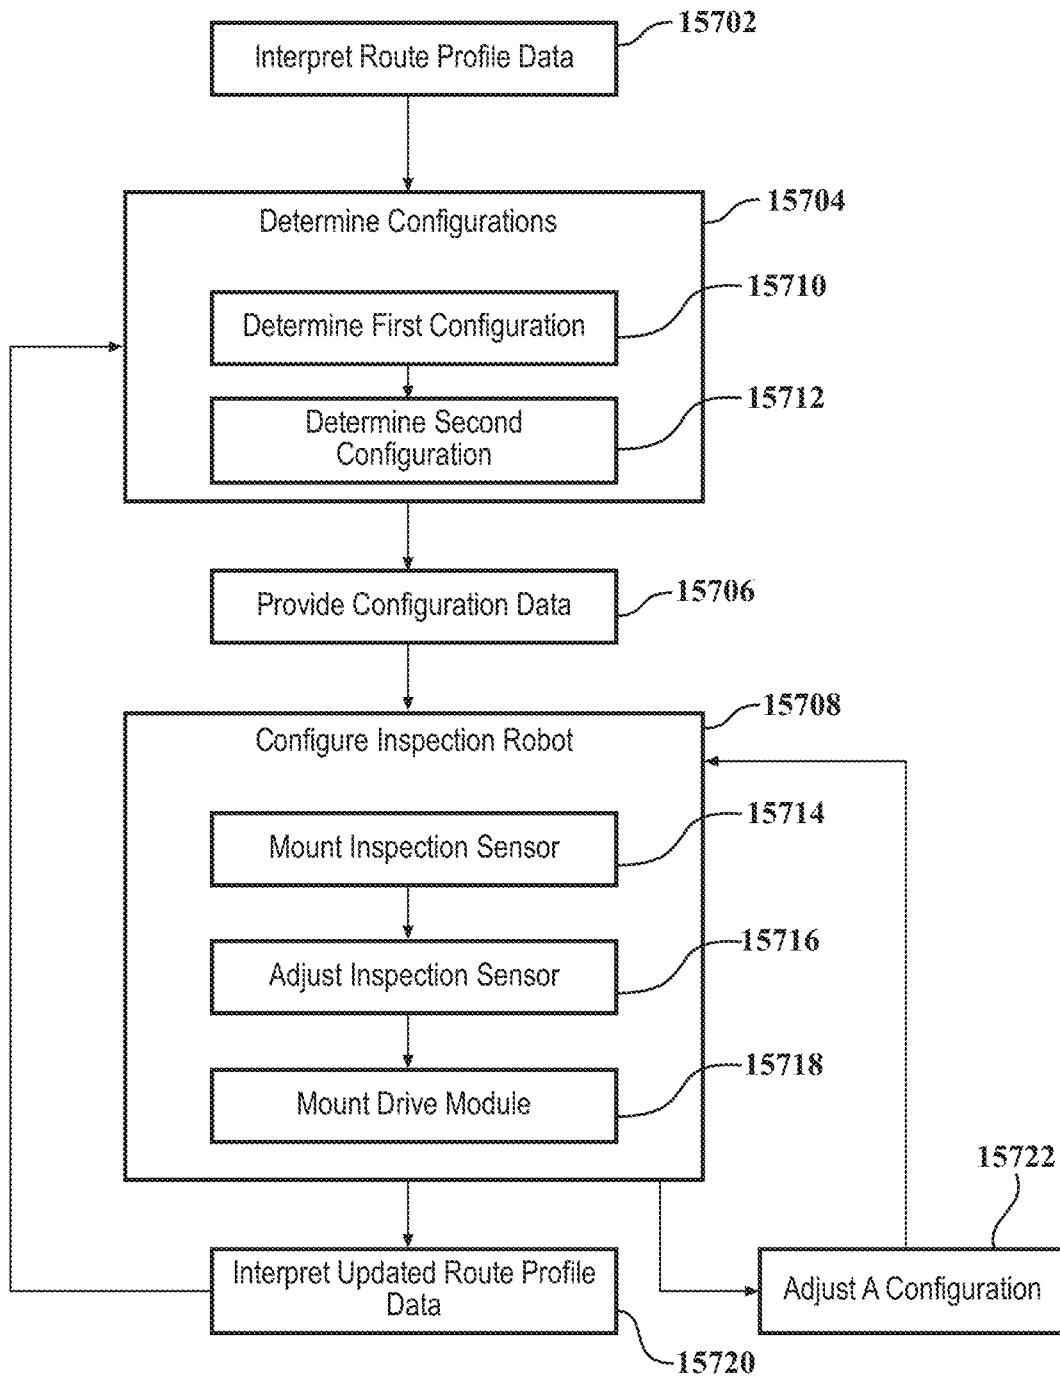 15702
Interpret Route Profile Data
15704
Determine Configurations
15710
Determine First Configuration
15712
Determine Second
Configuration
15706
Provide Configuration Data
15708
Configure Inspection Robot
15714
Mount Inspection Sensor
15716
Adjust Inspection Sensor
15718
Mount Drive Module
15722
Interpret Updated Route Profile
Data
Adjust A Configuration
15720